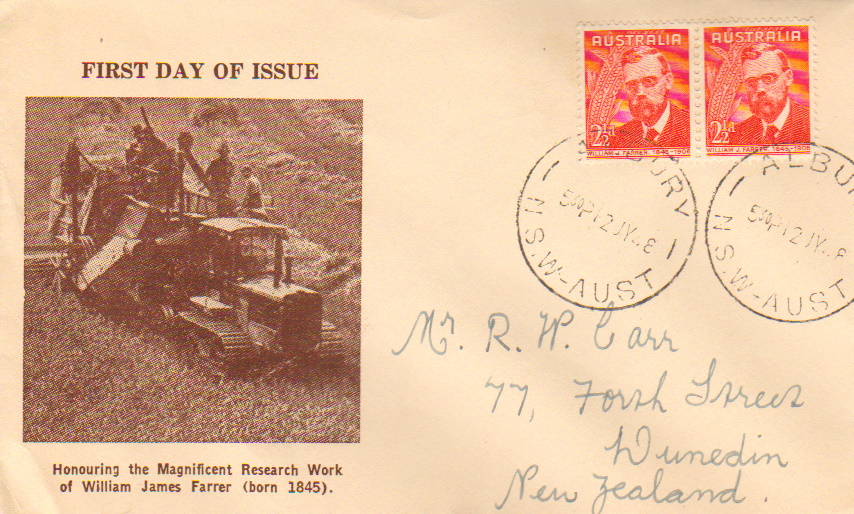 FIRST DAY OF ISSUE
AUSTRALIA
2½d
WILLIAM J. FARRER 1845-1906
AUSTRALIA
2½d
WILLIAM J. FARRER 1845-1906
ALBURY
N.S.W-AUST
ALBURY
N.S.W-AUST
Mr. R. W. Carr
77, Forth Street
Dunedin
New Zealand.
Honouring the Magnificent Research Work
of William James Farrer (born 1845).